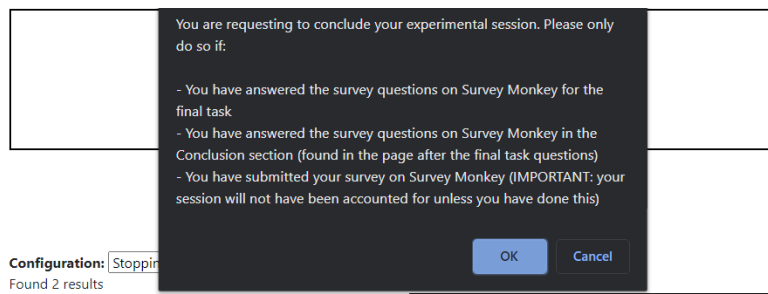 You are requesting to conclude your experimental session. Please only
do so if:
- You have answered the survey questions on Survey Monkey for the
final task
- You have answered the survey questions on Survey Monkey in the
Conclusion section (found in the page after the final task questions)
- You have submitted your survey on Survey Monkey (IMPORTANT: your
session will not have been accounted for unless you have done this)
OK Cancel
Configuration:
Found 2 results